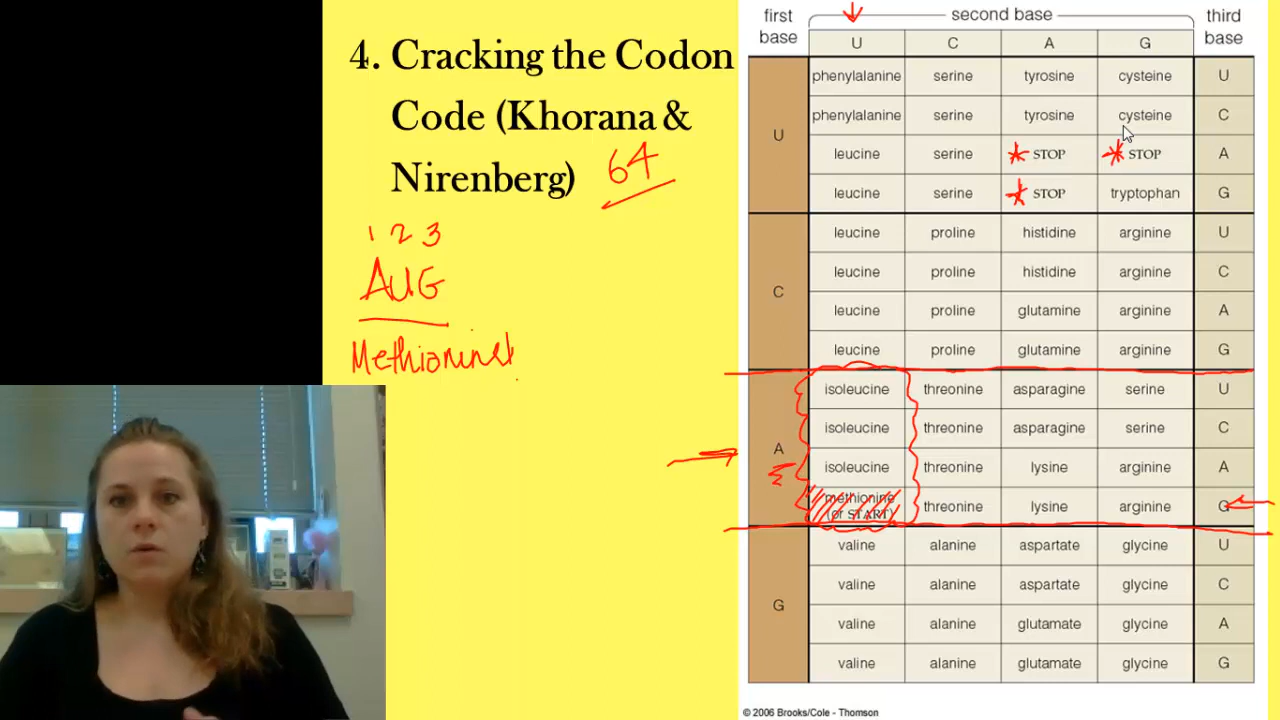 4. Cracking the Codon
Code (Khorana &
Nirenberg)
64
1 2 3
AUG
first base second base third base
U C A G
U
phenylalanine serine tyrosine cysteine U
phenylalanine serine tyrosine cysteine C
leucine serine STOP STOP A
leucine serine STOP tryptophan G
C
leucine proline histidine arginine U
leucine proline histidine arginine C
leucine proline glutamine arginine A
leucine proline glutamine arginine G
A
isoleucine threonine asparagine serine U
isoleucine threonine asparagine serine C
isoleucine threonine lysine arginine A
methionine (or START) threonine lysine arginine G
G
valine alanine aspartate glycine U
valine alanine aspartate glycine C
valine alanine glutamate glycine A
valine alanine glutamate glycine G
© 2006 Brooks/Cole - Thomson